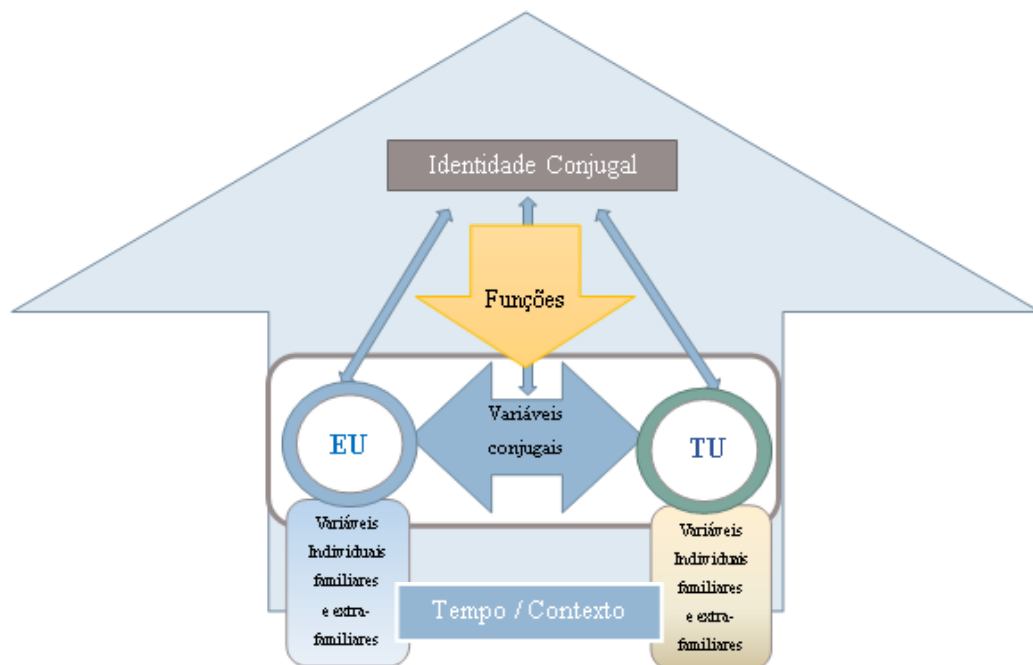 Identidade Conjugal
Funções
EU
Variáveis
conjugais
TU
Variáveis
Individuais
familiares
e extra-
familiares
Variáveis
Individuais
familiares
e extra-
familiares
Tempo / Contexto